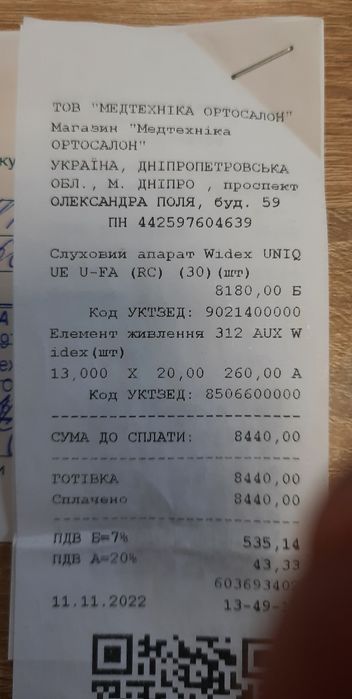 ТОВ "МЕДТЕХНІКА ОРТОСАЛОН"
Магазин "Медтехніка
ОРТОСАЛОН"
УКРАЇНА, ДНІПРОПЕТРОВСЬКА
ОБЛ., М. ДНІПРО , проспект
ОЛЕКСАНДРА ПОЛЯ, буд. 59
ПН 442597604639
Слуховий апарат Widex UNIQ
UE U-FA (RC) (30)(шт)
8180,00 Б
Код УКТЗЕД: 9021400000
Елемент живлення 312 AUX W
idex(шт)
13,000 X 20,00 260,00 А
Код УКТЗЕД: 8506600000
СУМА ДО СПЛАТИ: 8440,00
ГОТІВКА 8440,00
Сплачено 8440,00
ПДВ Б=7% 535,14
ПДВ А=20% 43,33
11.11.2022